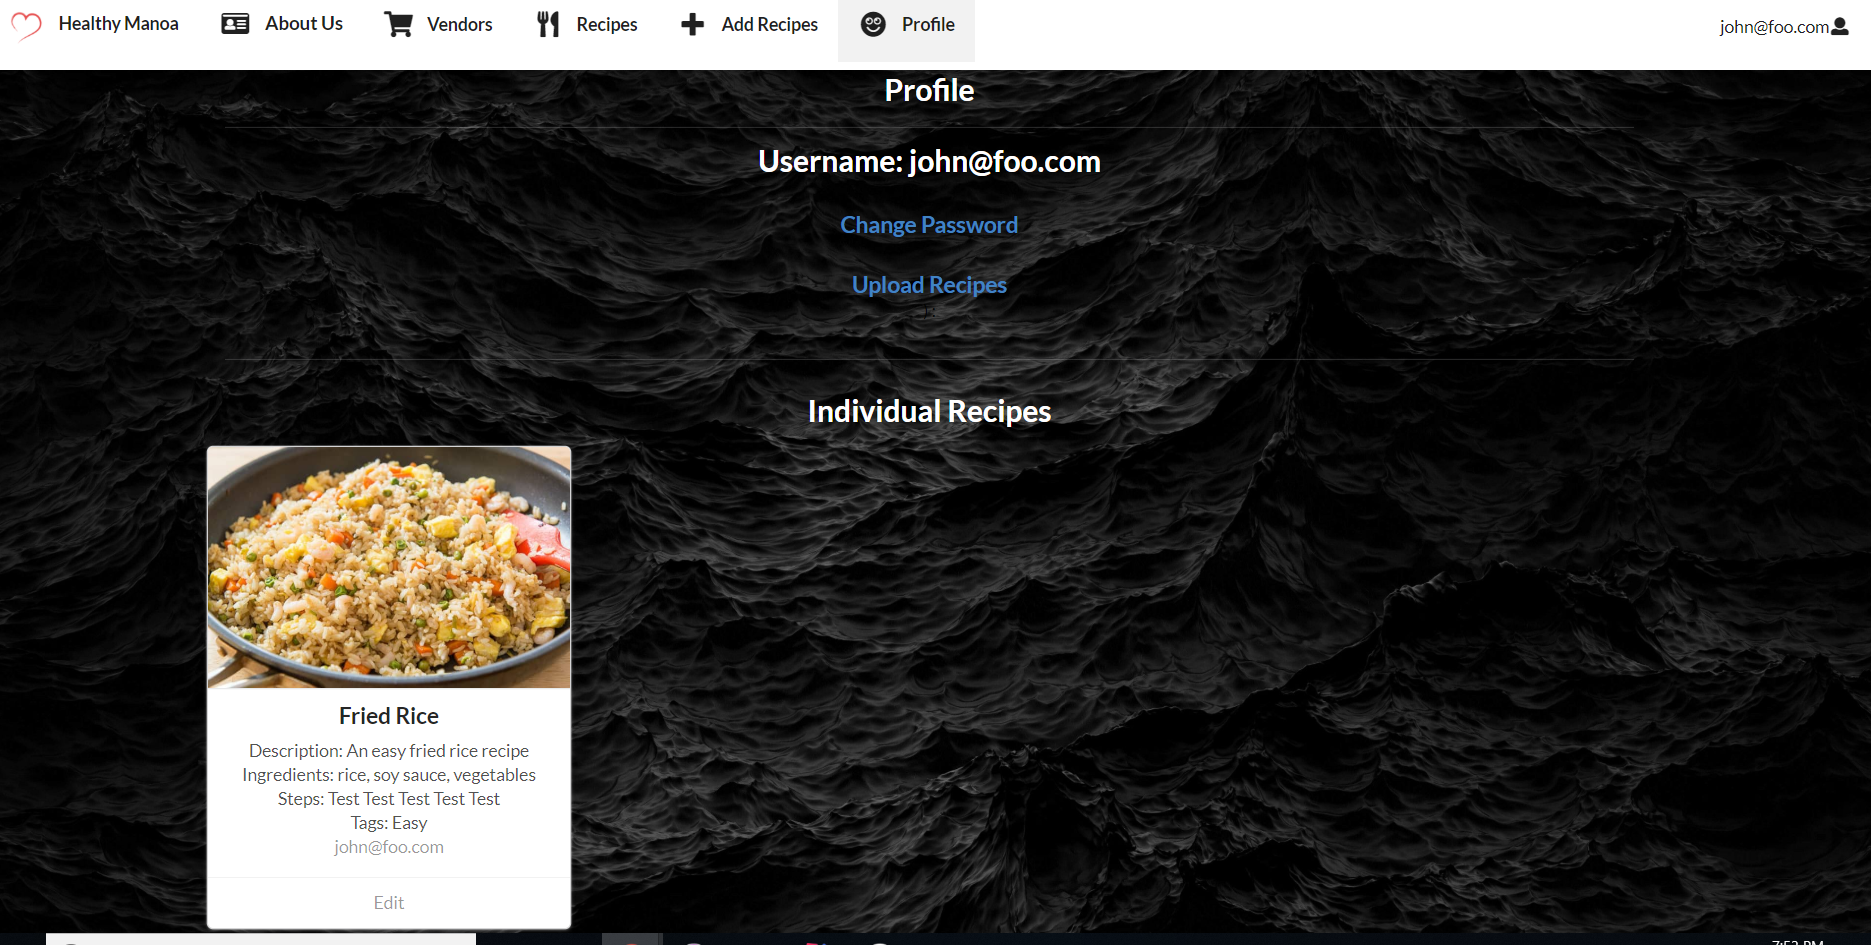 Healthy Manoa
About Us
Vendors
Recipes
Add Recipes
Profile
john@foo.com
Profile
Username: john@foo.com
Change Password
Upload Recipes
Individual Recipes
Fried Rice
Description: An easy fried rice recipe
Ingredients: rice, soy sauce, vegetables
Steps: Test Test Test Test Test
Tags: Easy
john@foo.com
Edit